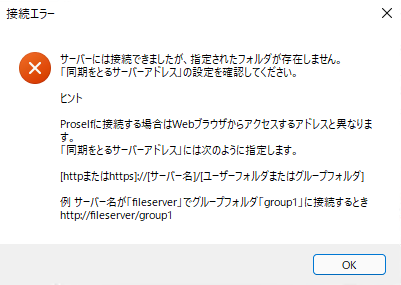 接続エラー
サーバーには接続できましたが、指定されたフォルダが存在しません。
「同期をとるサーバーアドレス」の設定を確認してください。
ヒント
Proselfに接続する場合はWebブラウザからアクセスするアドレスと異なりま
す。
「同期をとるサーバーアドレス」には次のように指定します。
[httpまたはhttps]://[サーバー名]/[ユーザーフォルダまたはグループフォルダ]
例 サーバー名が「fileserver」でグループフォルダ「group1」に接続するとき
http://fileserver/group1
OK